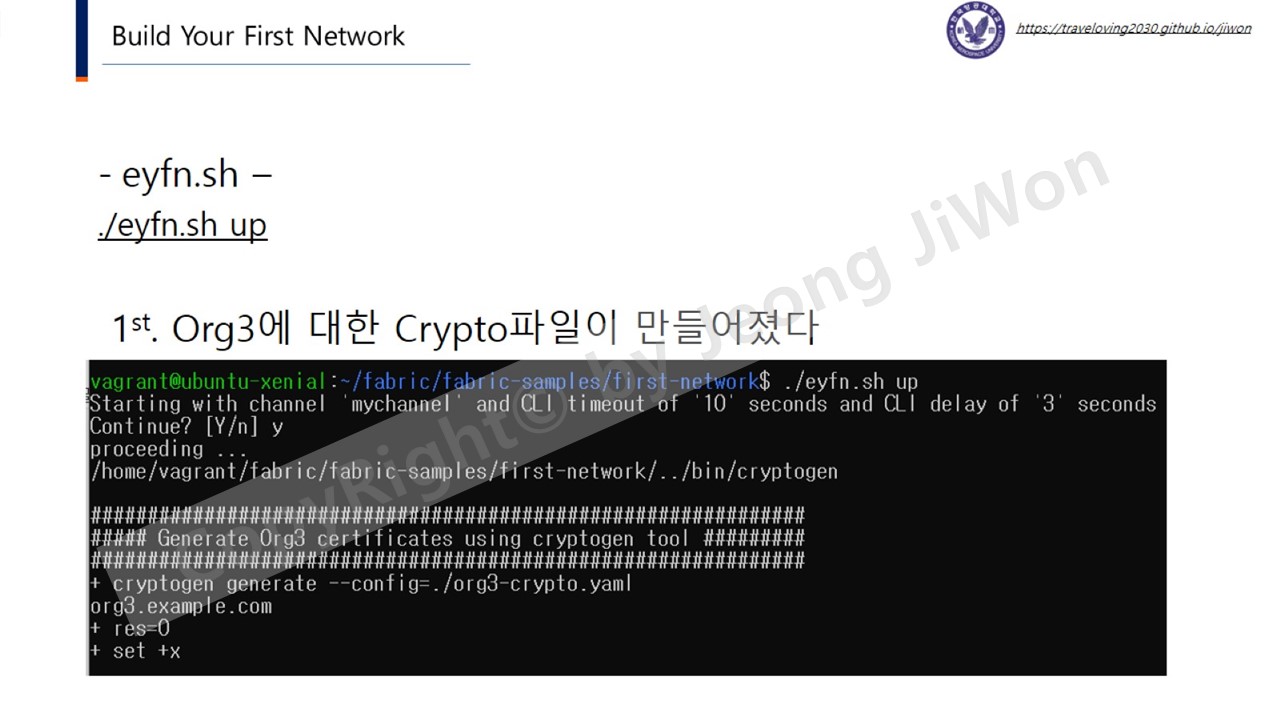 Build Your First Network
https://traveloving2030.github.io/jiwon
- eyfn.sh –
./eyfn.sh up
1st. Org3에 대한 Crypto파일이 만들어졌다
vagrant@ubuntu-xenial:~/fabric/fabric-samples/first-network$ ./eyfn.sh up
Starting with channel 'mychannel' and CLI timeout of '10' seconds and CLI delay of '3' seconds
Continue? [Y/n] y
proceeding ...
/home/vagrant/fabric/fabric-samples/first-network/../bin/cryptogen
##############################################################
##### Generate Org3 certificates using cryptogen tool #########
##############################################################
+ cryptogen generate --config=./org3-crypto.yaml
org3.example.com
+ res=0
+ set +x
CopyRight© by Jeong JiWon